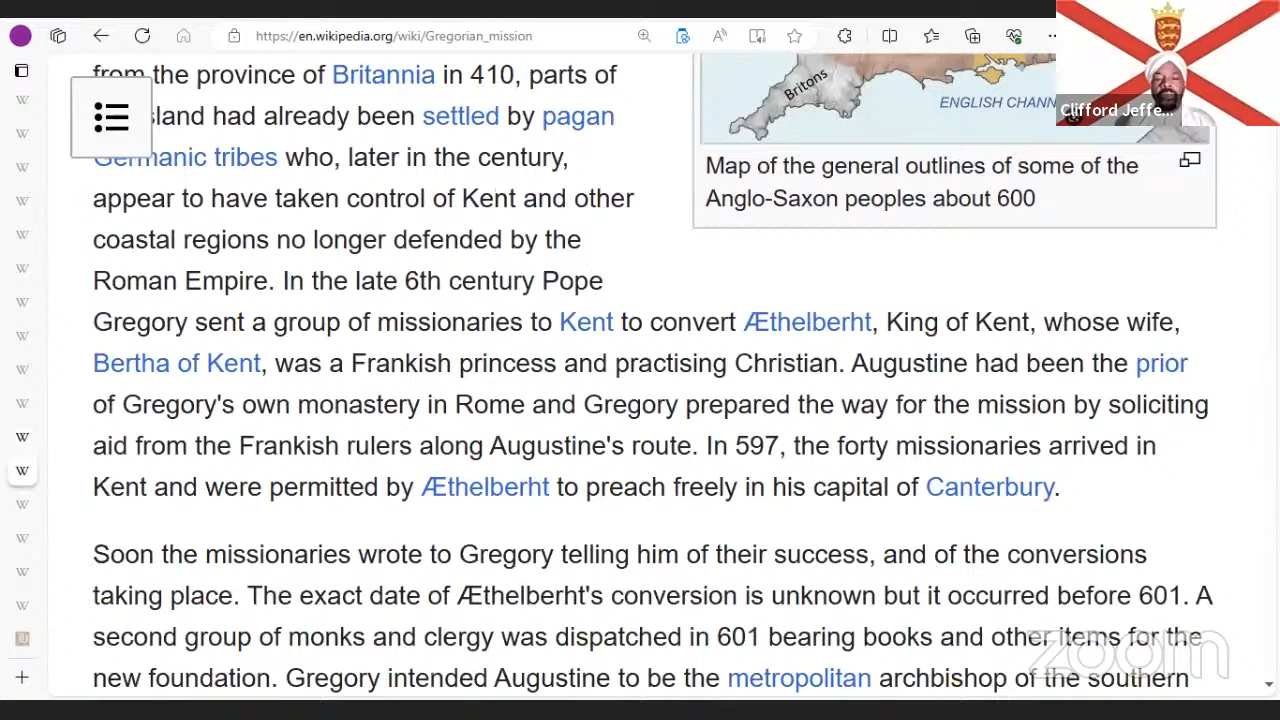 https://en.wikipedia.org/wiki/Gregorian_mission
Britons
ENGLISH CHANN
Clifford Jeffe...
Map of the general outlines of some of the
Anglo-Saxon peoples about 600
from the province of Britannia in 410, parts of
sland had already been settled by pagan
Germanic tribes who, later in the century,
appear to have taken control of Kent and other
coastal regions no longer defended by the
Roman Empire. In the late 6th century Pope
Gregory sent a group of missionaries to Kent to convert Æthelberht, King of Kent, whose wife,
Bertha of Kent, was a Frankish princess and practising Christian. Augustine had been the prior
of Gregory's own monastery in Rome and Gregory prepared the way for the mission by soliciting
aid from the Frankish rulers along Augustine's route. In 597, the forty missionaries arrived in
Kent and were permitted by Æthelberht to preach freely in his capital of Canterbury.
Soon the missionaries wrote to Gregory telling him of their success, and of the conversions
taking place. The exact date of Æthelberht's conversion is unknown but it occurred before 601. A
second group of monks and clergy was dispatched in 601 bearing books and other items for the
new foundation. Gregory intended Augustine to be the metropolitan archbishop of the southern
zoom